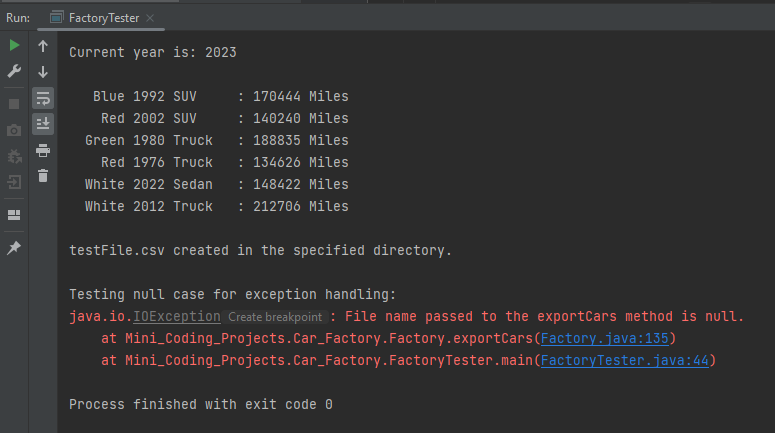 Run: FactoryTester
Current year is: 2023
Blue 1992 SUV : 170444 Miles
Red 2002 SUV : 140240 Miles
Green 1980 Truck : 188835 Miles
Red 1976 Truck : 134626 Miles
White 2022 Sedan : 148422 Miles
White 2012 Truck : 212706 Miles
testFile.csv created in the specified directory.
Testing null case for exception handling:
java.io.IOException Create breakpoint : File name passed to the exportCars method is null.
at Mini_Coding_Projects.Car_Factory.Factory.exportCars(Factory.java:135)
at Mini_Coding_Projects.Car_Factory.FactoryTester.main(FactoryTester.java:44)
Process finished with exit code 0